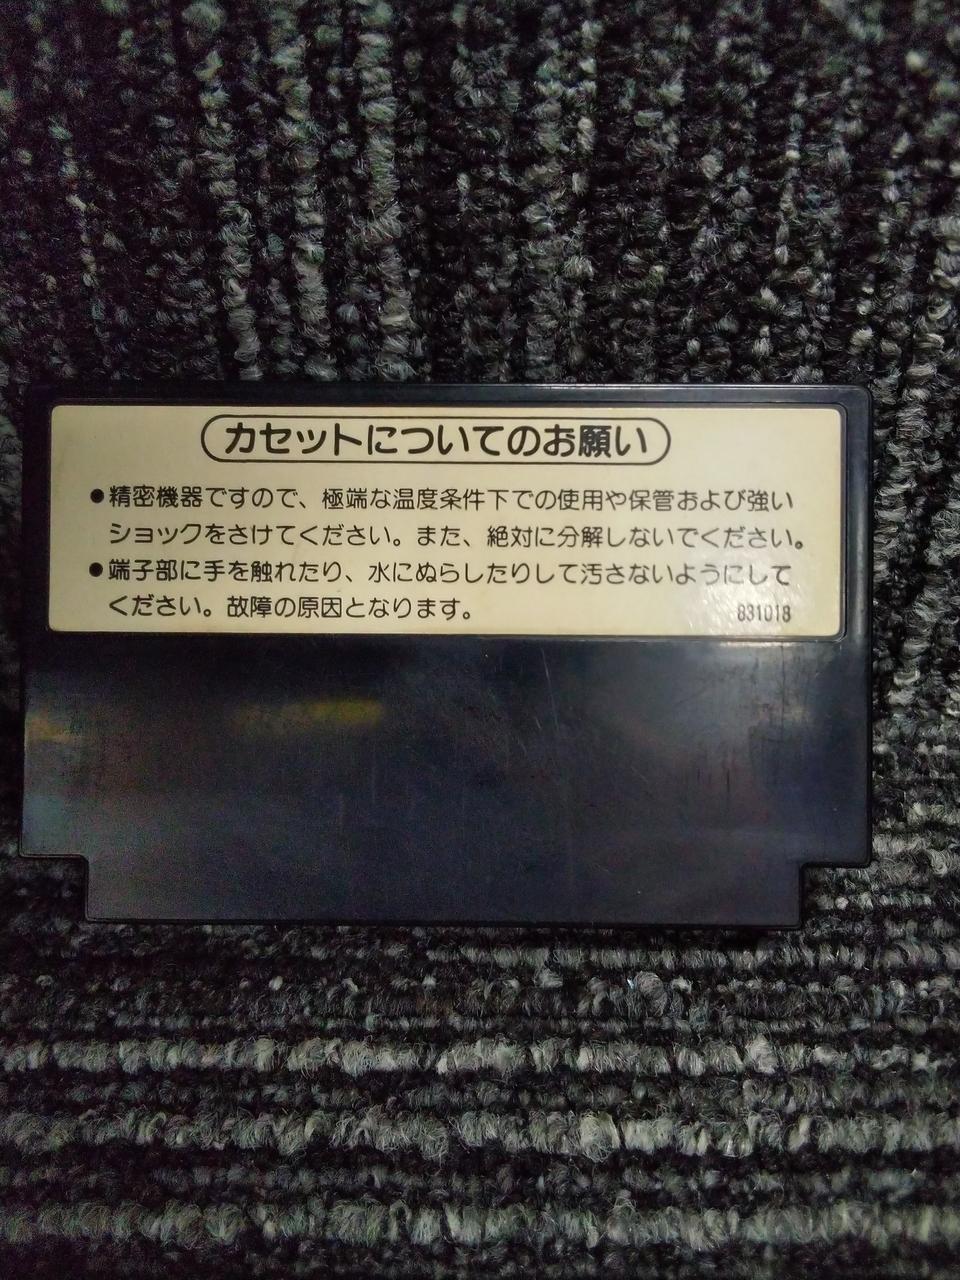 カセットについてのお願い
●精密機器ですので、極端な温度条件下での使用や保管および強い
ショックをさけてください。また、絶対に分解しないでください。
●端子部に手を触れたり、水にぬらしたりして汚さないようにして
ください。故障の原因となります。
831018